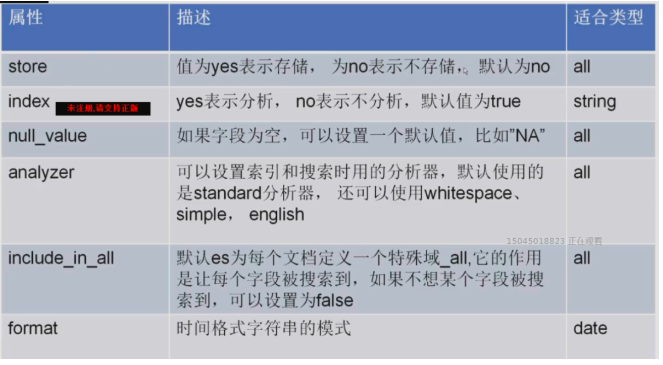 属性 描述 适合类型
store 值为yes表示存储， 为no表示不存储，默认为no all
index 未注册,请支持正版 yes表示分析， no表示不分析，默认值为true string
null_value 如果字段为空，可以设置一个默认值，比如”NA” all
analyzer 可以设置索引和搜索时用的分析器，默认使用的 all
是standard分析器， 还可以使用whitespace、
simple， english
15045018823 正在观看
include_in_all 默认es为每个文档定义一个特殊域_all,它的作用 all
是让每个字段被搜索到，如果不想某个字段被搜
索到，可以设置为false
format 时间格式字符串的模式 date